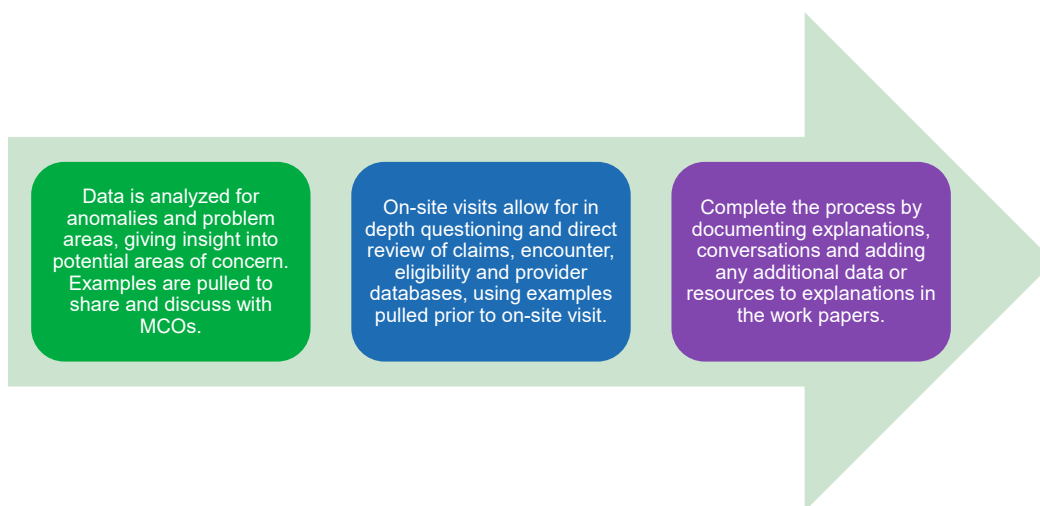 Data is analyzed for
anomalies and problem
areas, giving insight into
potential areas of concern.
Examples are pulled to
share and discuss with
MCOs.
On-site visits allow for in
depth questioning and direct
review of claims, encounter,
eligibility and provider
databases, using examples
pulled prior to on-site visit.
Complete the process by
documenting explanations,
conversations and adding
any additional data or
resources to explanations in
the work papers.